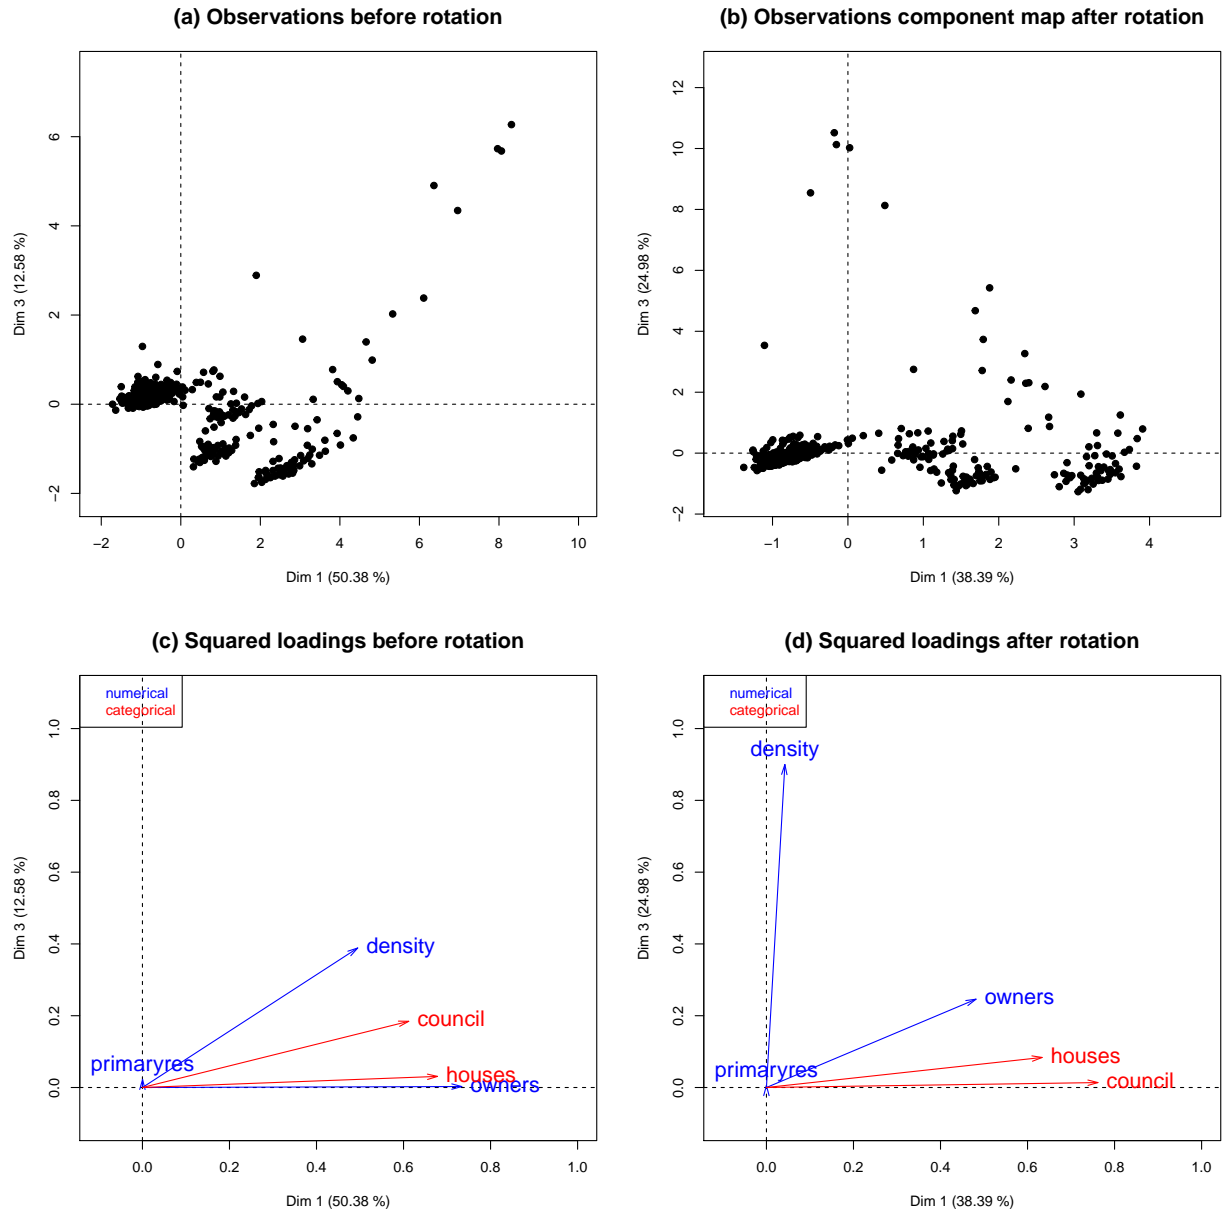 (a) Observations before rotation
6
4
2
0
−2
Dim 3 (12.58 %)
−2 0 2 4 6 8 10
Dim 1 (50.38 %)
(b) Observations component map after rotation
12
10
8
6
4
2
0
−2
Dim 3 (24.98 %)
−1 0 1 2 3 4
Dim 1 (38.39 %)
(c) Squared loadings before rotation
numerical
categorical
1.0
0.8
0.6
0.4
0.2
0.0
Dim 3 (12.58 %)
density
council
primaryres
houses
owners
0.0 0.2 0.4 0.6 0.8 1.0
Dim 1 (50.38 %)
(d) Squared loadings after rotation
numerical
categorical
1.0
0.8
0.6
0.4
0.2
0.0
Dim 3 (24.98 %)
density
owners
houses
primaryres
council
0.0 0.2 0.4 0.6 0.8 1.0
Dim 1 (38.39 %)